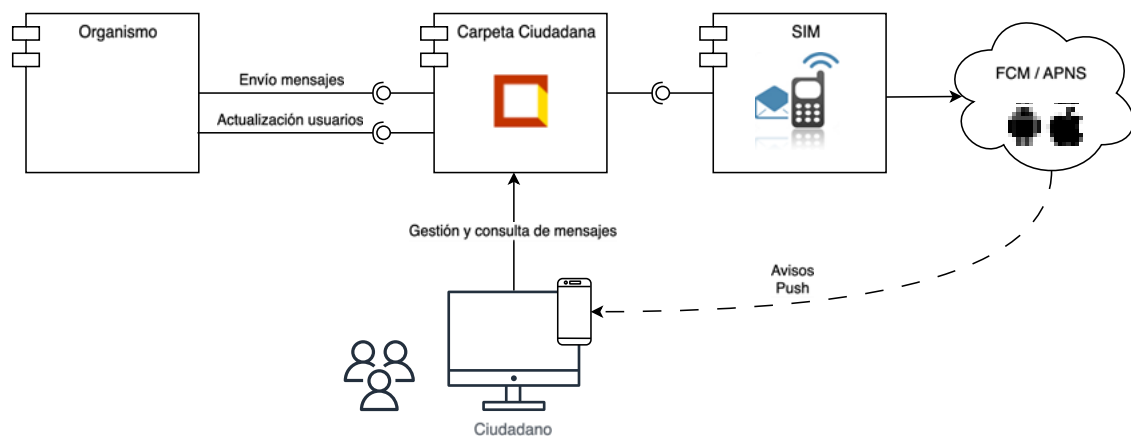 Organismo
Carpeta Ciudadana
SIM
FCM / APNS
Envío mensajes
Actualización usuarios
Gestión y consulta de mensajes
Avisos
Push
Ciudadano